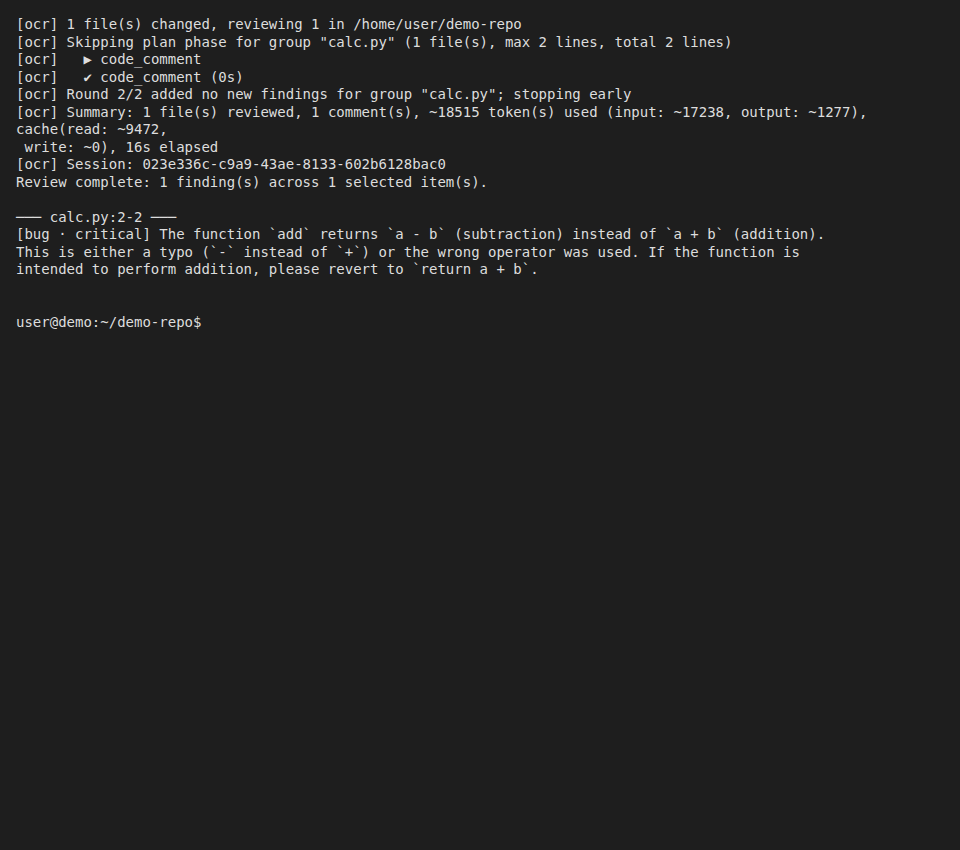 [ocr] 1 file(s) changed, reviewing 1 in /home/user/demo-repo
[ocr] Skipping plan phase for group "calc.py" (1 file(s), max 2 lines, total 2 lines)
[ocr]   ▶ code_comment
[ocr]   ✔ code_comment (0s)
[ocr] Round 2/2 added no new findings for group "calc.py"; stopping early
[ocr] Summary: 1 file(s) reviewed, 1 comment(s), ~18515 token(s) used (input: ~17238, output: ~1277),
cache(read: ~9472,
 write: ~0), 16s elapsed
[ocr] Session: 023e336c-c9a9-43ae-8133-602b6128bac0
Review complete: 1 finding(s) across 1 selected item(s).
─── calc.py:2-2 ───
[bug · critical] The function `add` returns `a - b` (subtraction) instead of `a + b` (addition).
This is either a typo (`-` instead of `+`) or the wrong operator was used. If the function is
intended to perform addition, please revert to `return a + b`.
user@demo:~/demo-repo$